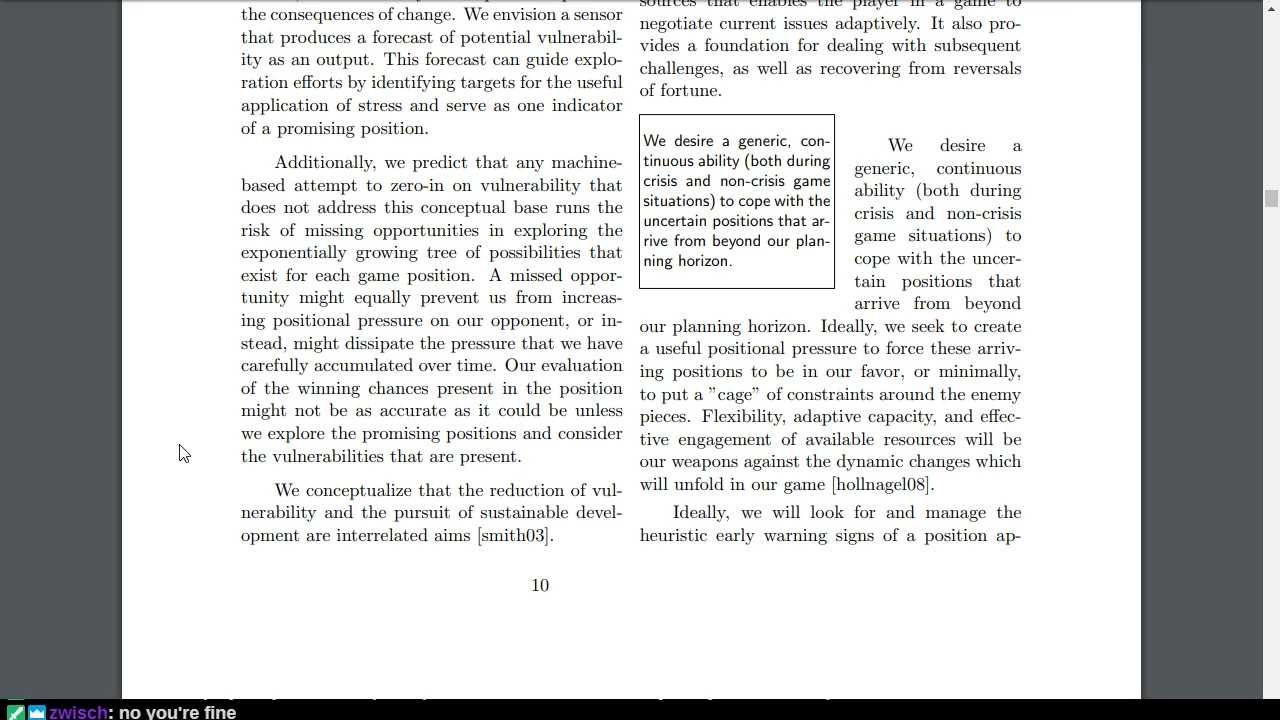 the consequences of change. We envision a sensor
that produces a forecast of potential vulnerabil-
ity as an output. This forecast can guide explo-
ration efforts by identifying targets for the useful
application of stress and serve as one indicator
of a promising position.
Additionally, we predict that any machine-
based attempt to zero-in on vulnerability that
does not address this conceptual base runs the
risk of missing opportunities in exploring the
exponentially growing tree of possibilities that
exist for each game position. A missed oppor-
tunity might equally prevent us from increas-
ing positional pressure on our opponent, or in-
stead, might dissipate the pressure that we have
carefully accumulated over time. Our evaluation
of the winning chances present in the position
might not be as accurate as it could be unless
we explore the promising positions and consider
the vulnerabilities that are present.
We conceptualize that the reduction of vul-
nerability and the pursuit of sustainable devel-
opment are interrelated aims [smith03].
sources that enables the player in a game to
negotiate current issues adaptively. It also pro-
vides a foundation for dealing with subsequent
challenges, as well as recovering from reversals
of fortune.
We desire a generic, con-
tinuous ability (both during
crisis and non-crisis game
situations) to cope with the
uncertain positions that ar-
rive from beyond our plan-
ning horizon.
We desire a
generic, continuous
ability (both during
crisis and non-crisis
game situations) to
cope with the uncer-
tain positions that
arrive from beyond
our planning horizon. Ideally, we seek to create
a useful positional pressure to force these arriv-
ing positions to be in our favor, or minimally,
to put a ”cage” of constraints around the enemy
pieces. Flexibility, adaptive capacity, and effec-
tive engagement of available resources will be
our weapons against the dynamic changes which
will unfold in our game [hollnagel08].
Ideally, we will look for and manage the
heuristic early warning signs of a position ap-
10
zwisch: no you're fine